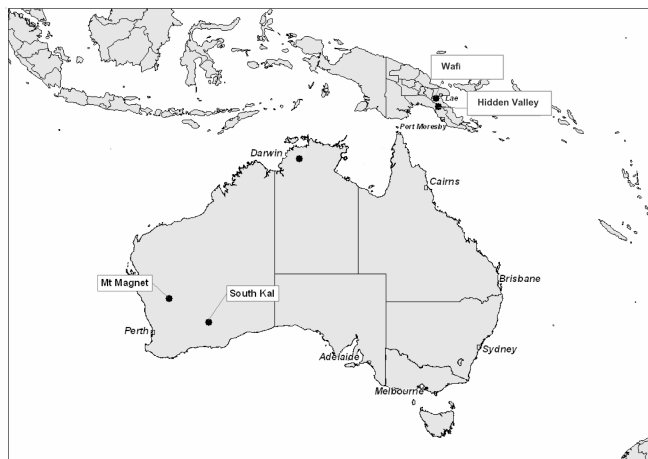 Wafi
Lae
Hidden Valley
Port Moresby
Darwin
Cairns
Mt Magnet
South Kal
Brisbane
Perth
Adelaide
Sydney
Melbourne